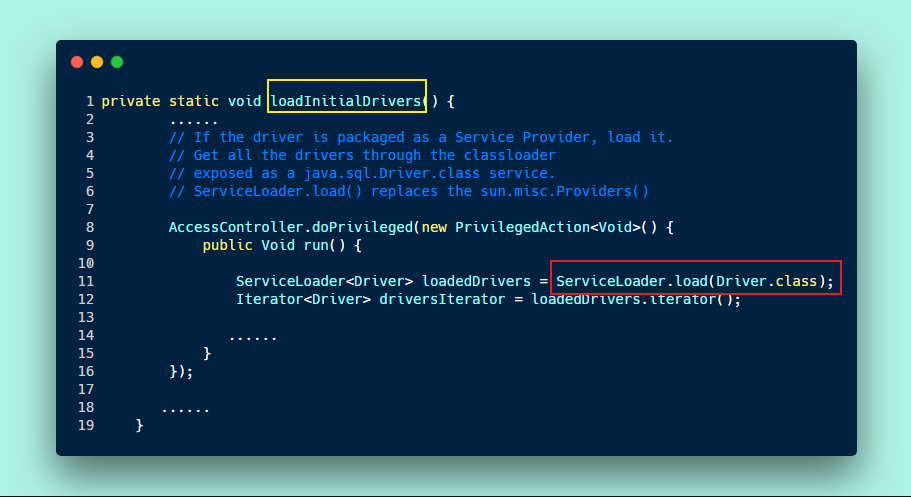 1 private static void loadInitialDrivers() {
2         ......
3         // If the driver is packaged as a Service Provider, load it.
4         // Get all the drivers through the classloader
5         // exposed as a java.sql.Driver.class service.
6         // ServiceLoader.load() replaces the sun.misc.Providers()
7
8         AccessController.doPrivileged(new PrivilegedAction<Void>() {
9             public Void run() {
10
11                 ServiceLoader<Driver> loadedDrivers = ServiceLoader.load(Driver.class);
12                 Iterator<Driver> driversIterator = loadedDrivers.iterator();
13
14                ......
15             }
16         });
17
18        ......
19     }